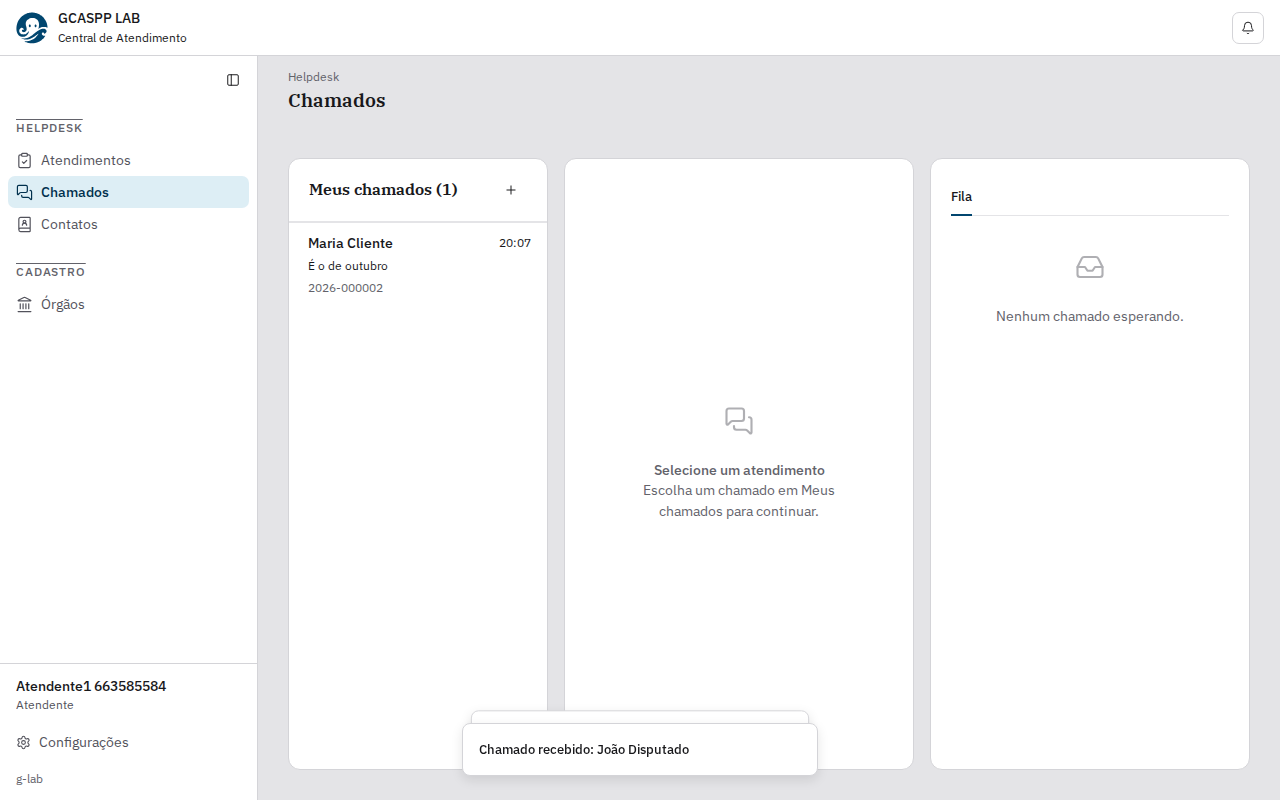 GCASPP LAB
Central de Atendimento
HELPDESK
Atendimentos
Chamados
Contatos
CADASTRO
Órgãos
Atendente1 663585584
Atendente
Configurações
g-lab
Helpdesk
Chamados
Meus chamados (1)
Maria Cliente 20:07
É o de outubro
2026-000002
Selecione um atendimento
Escolha um chamado em Meus
chamados para continuar.
Fila
Nenhum chamado esperando.
Chamado recebido: João Disputado